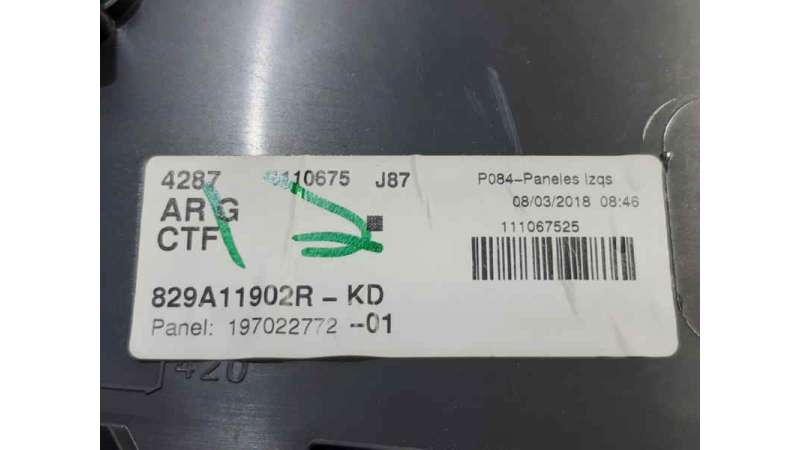 4287 J87
P084-Paneles Izqs
AR G
08/03/2018 08:46
CTF
111067525
829A11902R - KD
Panel: 197022772 --01
420